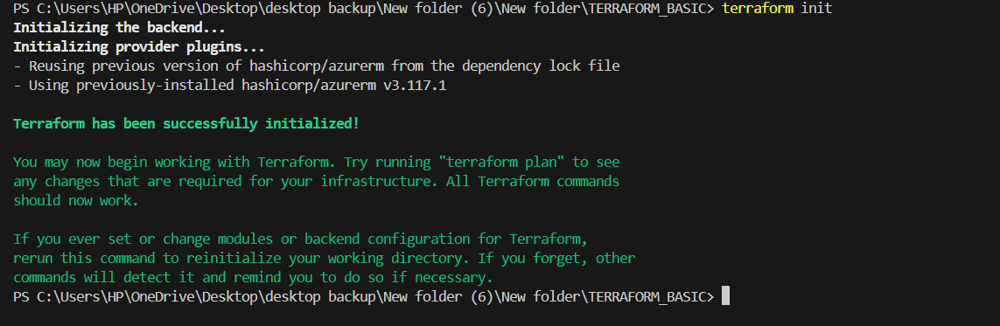 PS C:\Users\HP\OneDrive\Desktop\desktop backup\New folder (6)\New folder\TERRAFORM_BASIC> terraform init
Initializing the backend...
Initializing provider plugins...
- Reusing previous version of hashicorp/azurerm from the dependency lock file
- Using previously-installed hashicorp/azurerm v3.117.1
Terraform has been successfully initialized!
You may now begin working with Terraform. Try running "terraform plan" to see
any changes that are required for your infrastructure. All Terraform commands
should now work.
If you ever set or change modules or backend configuration for Terraform,
rerun this command to reinitialize your working directory. If you forget, other
commands will detect it and remind you to do so if necessary.
PS C:\Users\HP\OneDrive\Desktop\desktop backup\New folder (6)\New folder\TERRAFORM_BASIC>